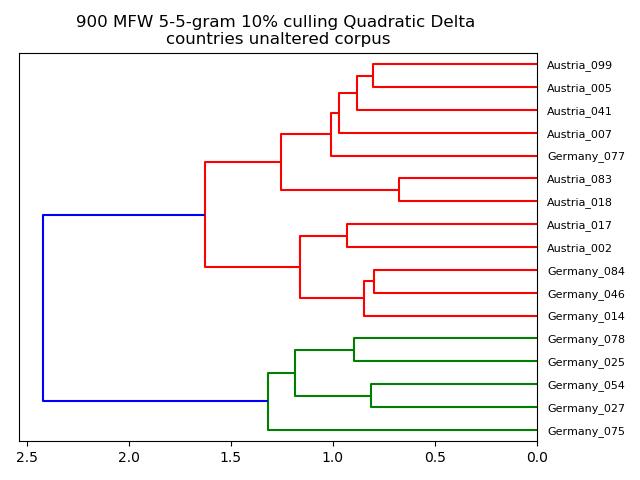 900 MFW 5-5-gram 10% culling Quadratic Delta
countries unaltered corpus
Austria_099
Austria_005
Austria_041
Austria_007
Germany_077
Austria_083
Austria_018
Austria_017
Austria_002
Germany_084
Germany_046
Germany_014
Germany_078
Germany_025
Germany_054
Germany_027
Germany_075
2.5 2.0 1.5 1.0 0.5 0.0